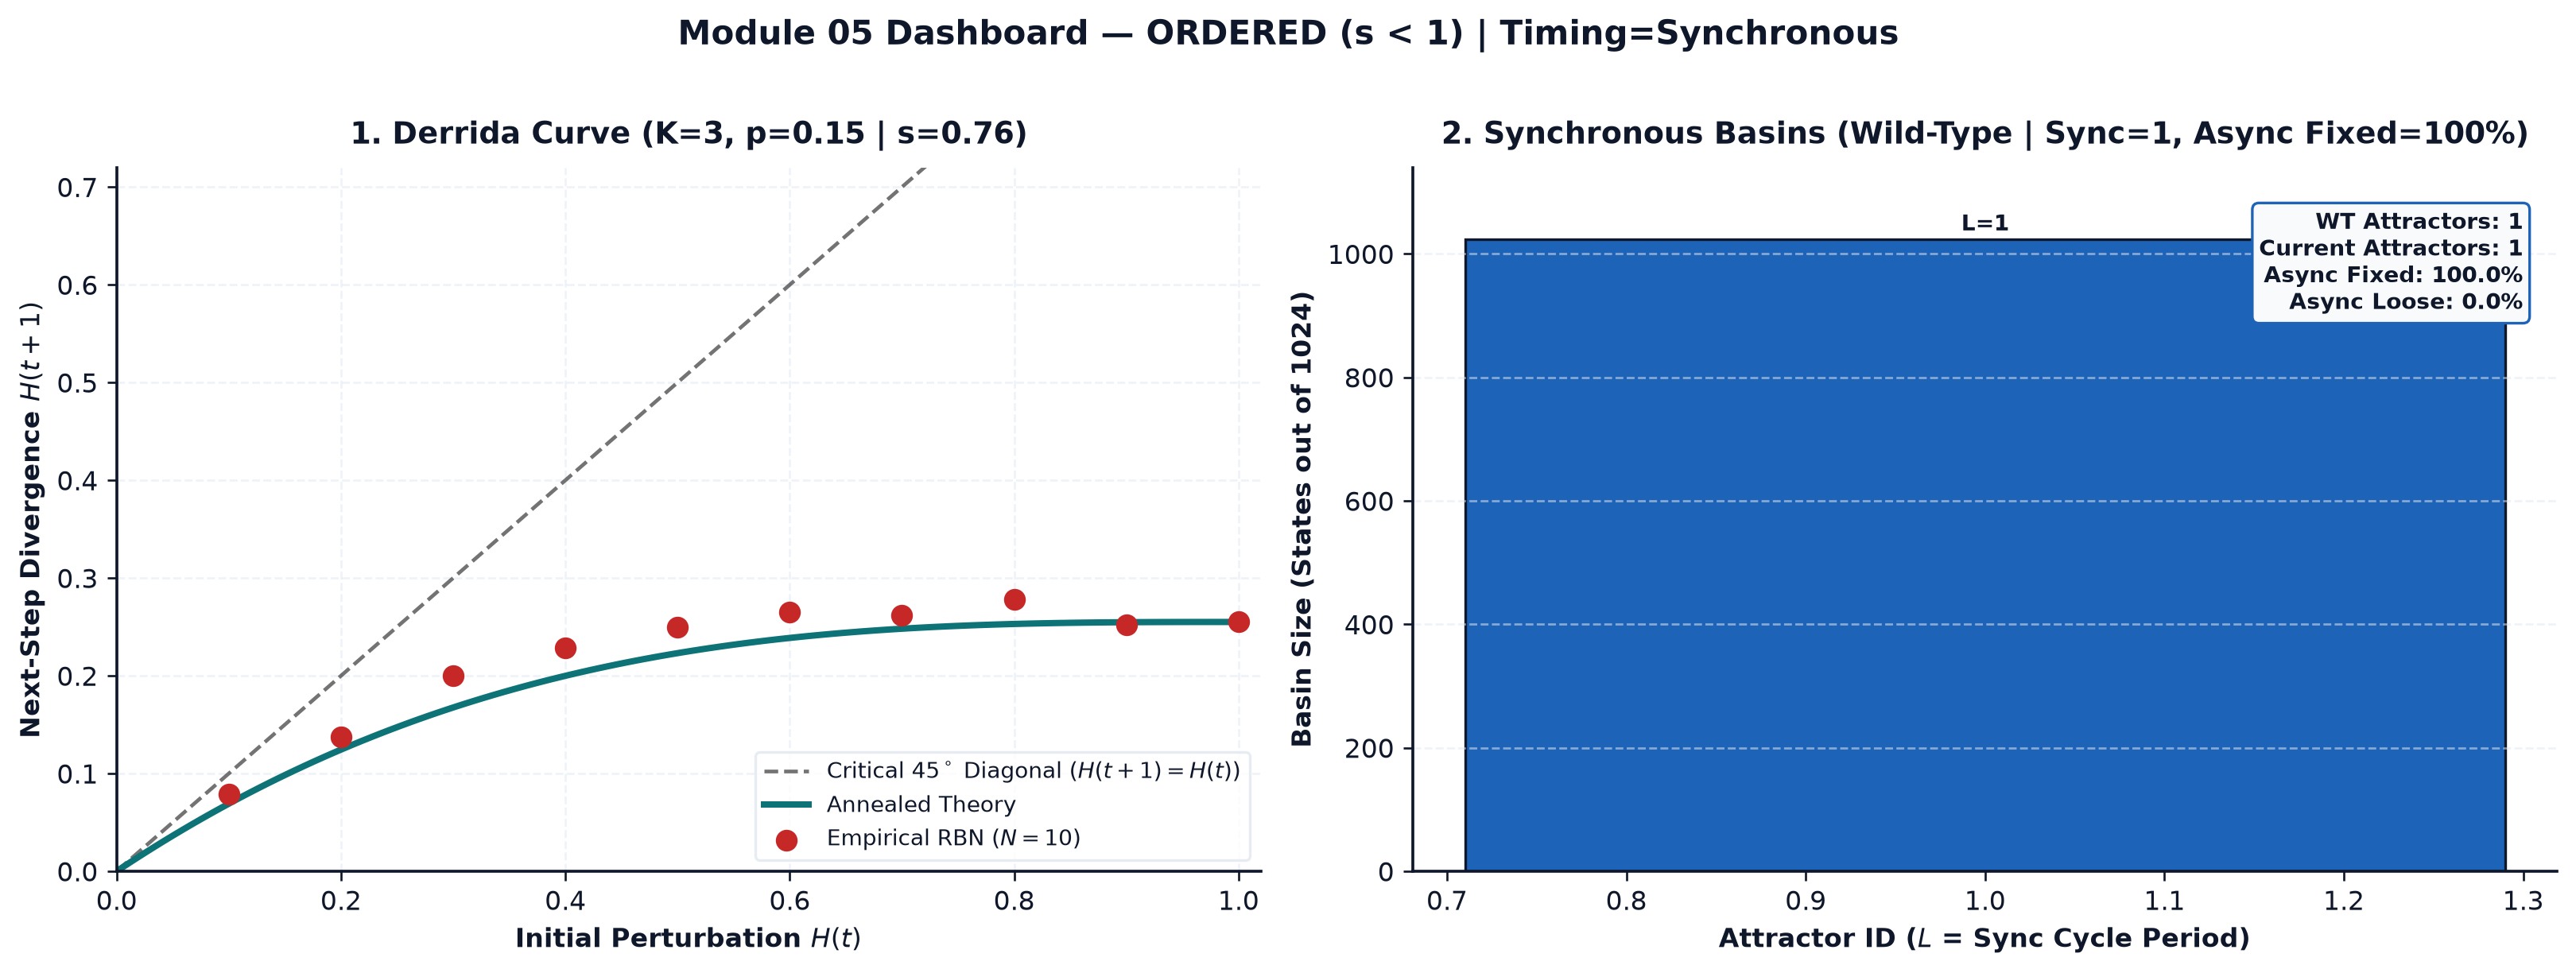 Module 05 Dashboard — ORDERED (s < 1) | Timing=Synchronous
1. Derrida Curve (K=3, p=0.15 | s=0.76)
Next-Step Divergence H(t + 1)
0.7
0.6
0.5
0.4
0.3
0.2
0.1
0.0
0.0 0.2 0.4 0.6 0.8 1.0
Initial Perturbation H(t)
Critical 45° Diagonal (H(t + 1) = H(t))
Annealed Theory
Empirical RBN (N = 10)
2. Synchronous Basins (Wild-Type | Sync=1, Async Fixed=100%)
Basin Size (States out of 1024)
1000
800
600
400
200
0
L=1
WT Attractors: 1
Current Attractors: 1
Async Fixed: 100.0%
Async Loose: 0.0%
0.7 0.8 0.9 1.0 1.1 1.2 1.3
Attractor ID (L = Sync Cycle Period)